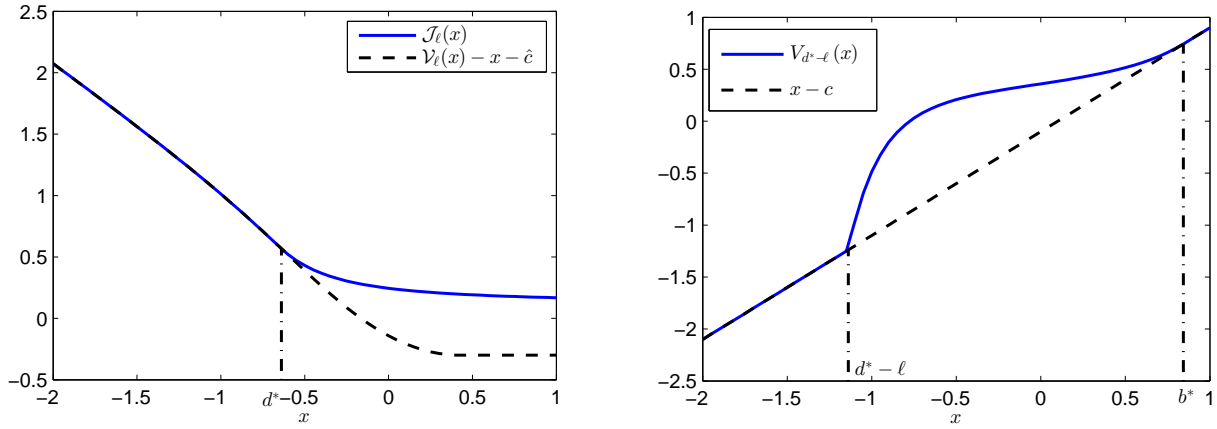 2.5
2
1.5
1
0.5
0
−0.5
𝒥ℓ(x)
𝒱ℓ(x) − x − ĉ
−2 −1.5 −1 d* −0.5 0 0.5 1
x
1
0.5
0
−0.5
−1
−1.5
−2
−2.5
V_{d*−ℓ}(x)
x − c
d* − ℓ
−2 −1.5 −1 −0.5 0 0.5 b* 1
x